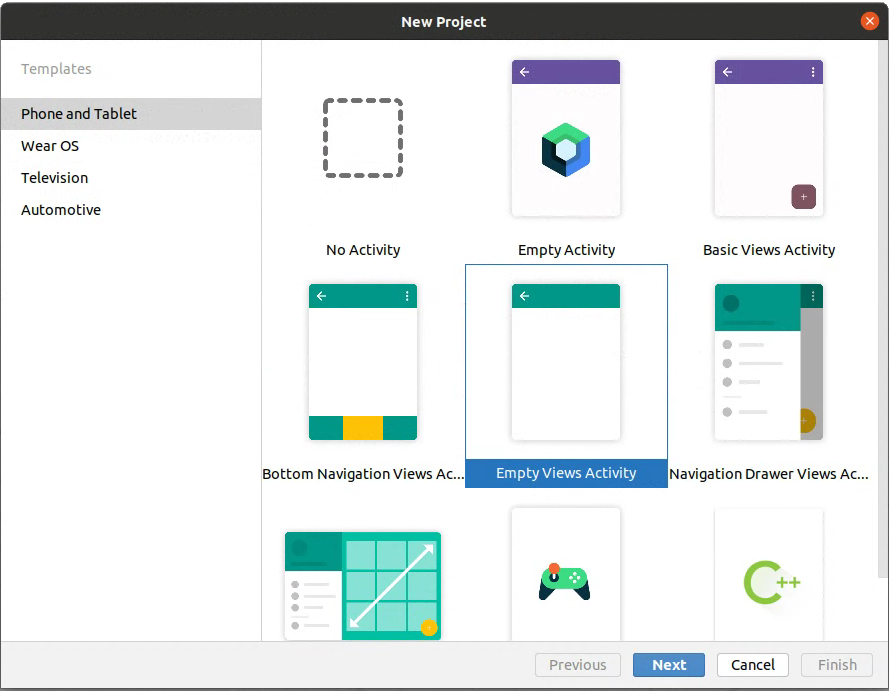 New Project
Templates
Phone and Tablet
Wear OS
Television
Automotive
No Activity
Empty Activity
Basic Views Activity
Bottom Navigation Views Ac...
Empty Views Activity
Navigation Drawer Views Ac...
C++
Previous
Next
Cancel
Finish